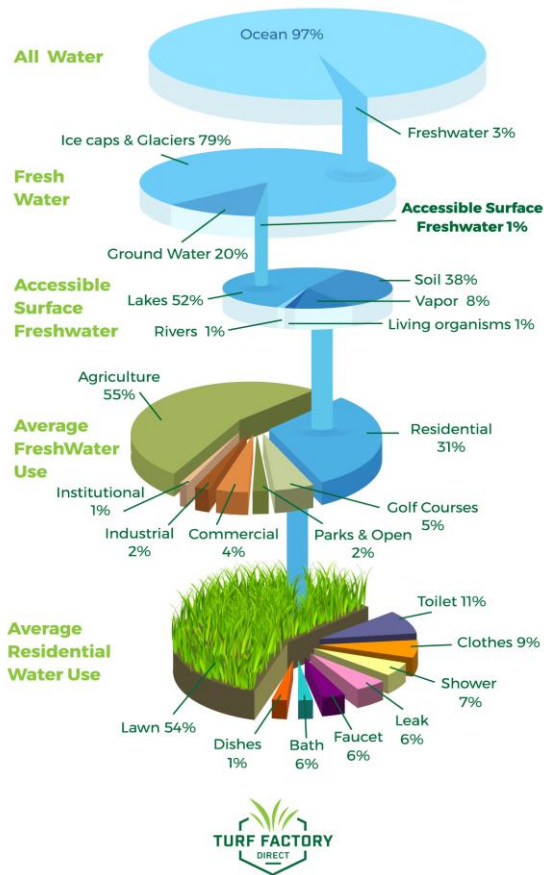 Ocean 97%
All Water
Freshwater 3%
Ice caps & Glaciers 79%
Fresh
Water
Accessible Surface
Freshwater 1%
Ground Water 20%
Accessible
Surface
Freshwater
Soil 38%
Lakes 52%
Vapor 8%
Rivers 1%
Living organisms 1%
Agriculture
55%
Average
FreshWater
Use
Residential
31%
Institutional
1%
Industrial
2%
Commercial
4%
Parks & Open
2%
Golf Courses
5%
Average
Residential
Water Use
Toilet 11%
Clothes 9%
Shower
7%
Leak
6%
Faucet
6%
Bath
6%
Dishes
1%
Lawn 54%
TURF FACTORY
DIRECT